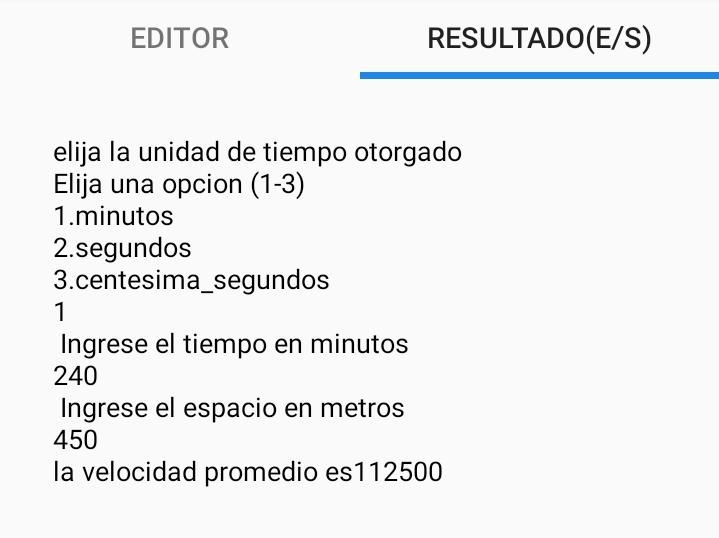 EDITOR RESULTADO(E/S)
elija la unidad de tiempo otorgado
Elija una opcion (1-3)
1.minutos
2.segundos
3.centesima_segundos
1
Ingrese el tiempo en minutos
240
Ingrese el espacio en metros
450
la velocidad promedio es112500